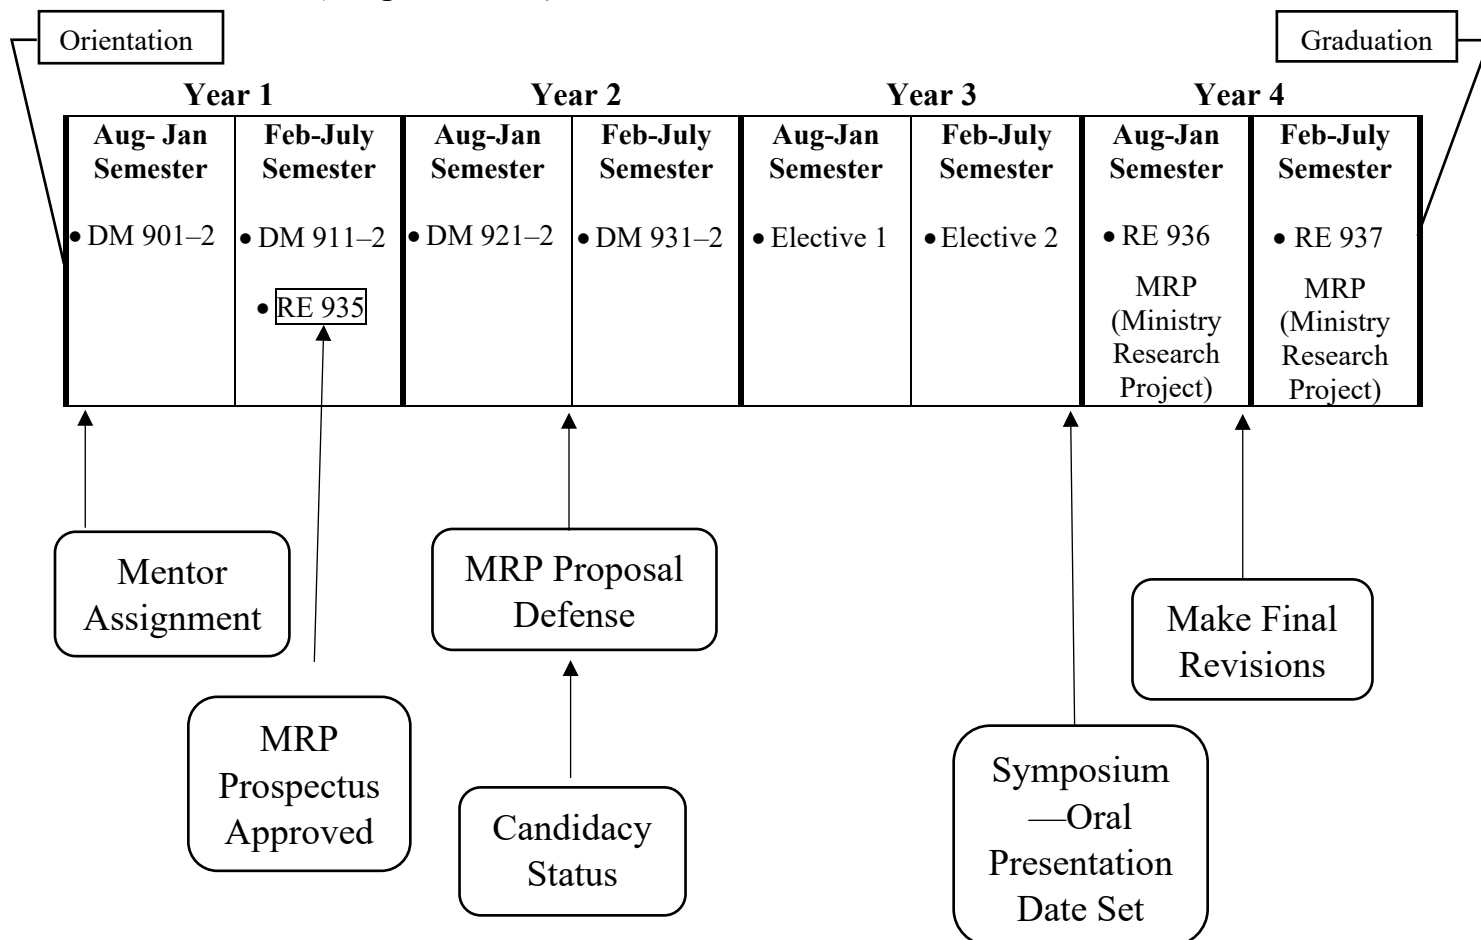 Orientation
Graduation
Year 1
Year 2
Year 3
Year 4
Aug- Jan
Semester
Feb-July
Semester
Aug-Jan
Semester
Feb-July
Semester
Aug-Jan
Semester
Feb-July
Semester
Aug-Jan
Semester
Feb-July
Semester
• DM 901–2
• DM 911–2
• RE 935
• DM 921–2
• DM 931–2
• Elective 1
• Elective 2
• RE 936
MRP
(Ministry
Research
Project)
• RE 937
MRP
(Ministry
Research
Project)
Mentor
Assignment
MRP
Prospectus
Approved
MRP Proposal
Defense
Candidacy
Status
Symposium
—Oral
Presentation
Date Set
Make Final
Revisions